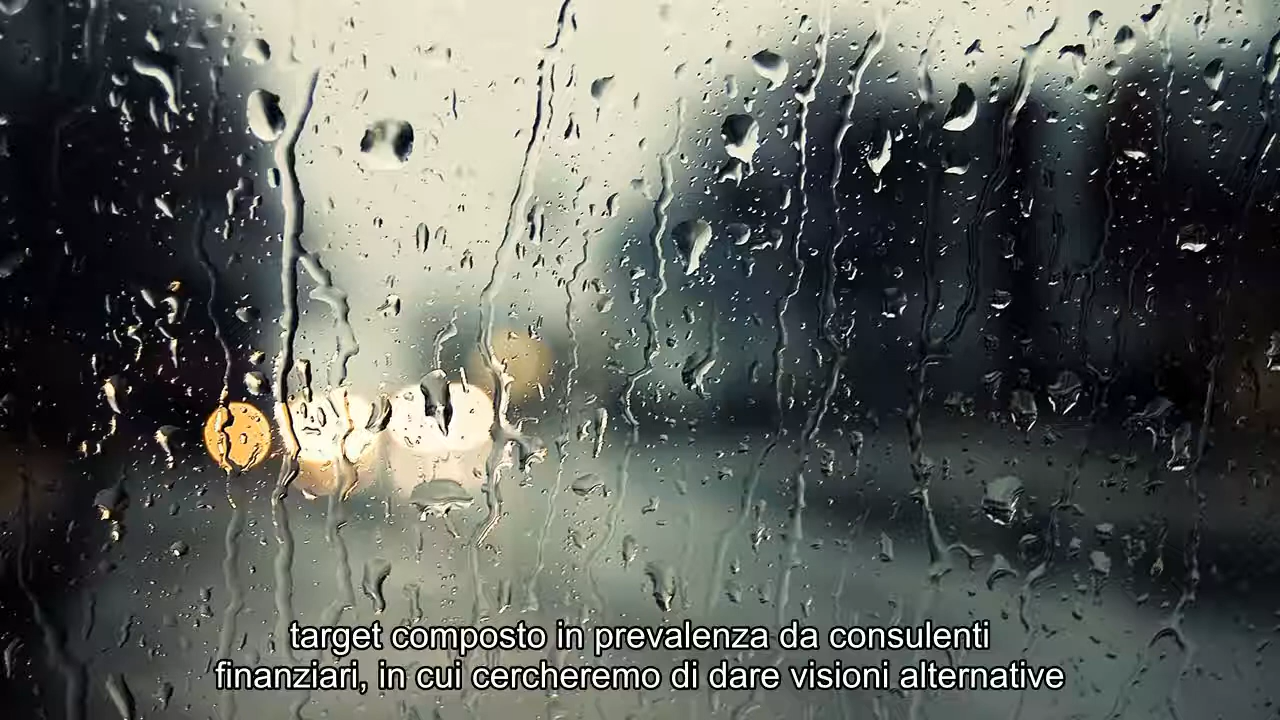 target composto in prevalenza da consulenti
finanziari, in cui cercheremo di dare visioni alternative